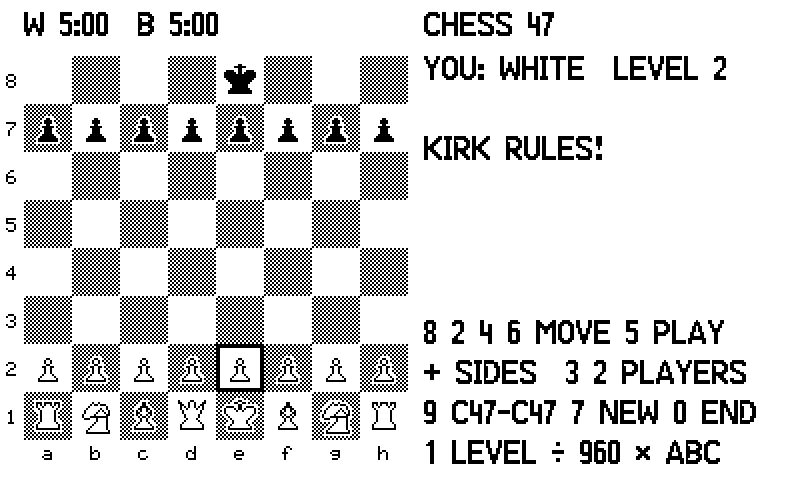 W 5:00 B 5:00
CHESS 47
YOU: WHITE LEVEL 2
KIRK RULES!
8
7
6
5
4
3
2
1
a b c d e f g h
8 2 4 6 MOVE 5 PLAY
+ SIDES 3 2 PLAYERS
9 C47-C47 7 NEW 0 END
1 LEVEL ÷ 960 × ABC